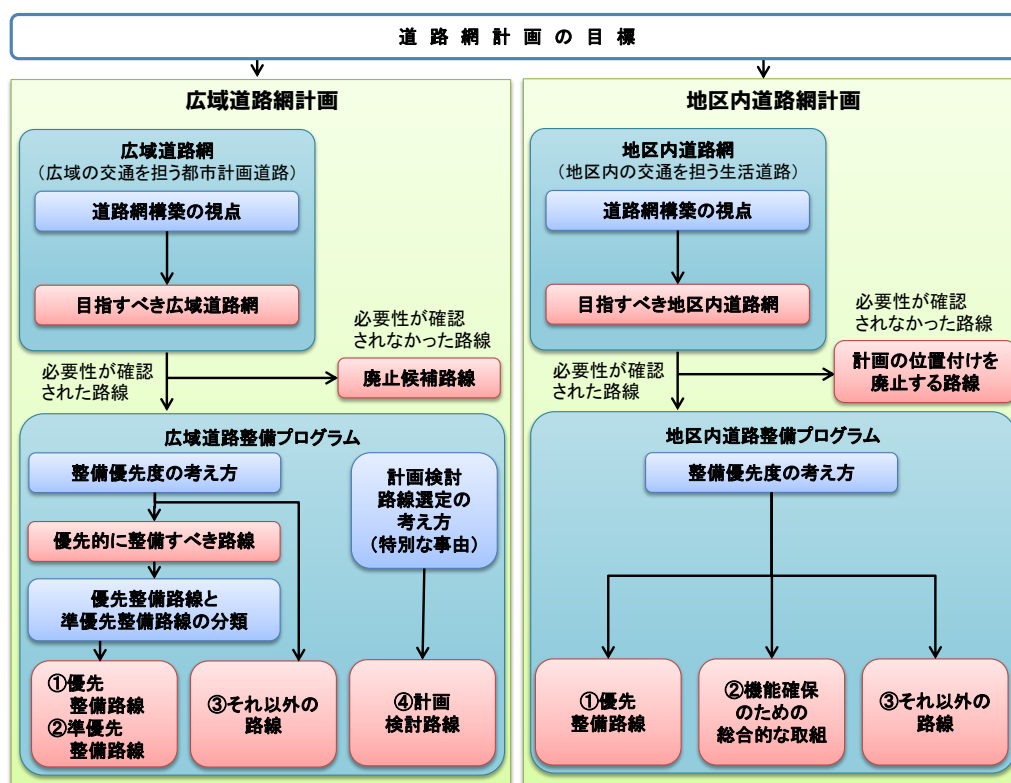 道路網計画の目標
広域道路網計画
広域道路網
（広域の交通を担う都市計画道路）
道路網構築の視点
目指すべき広域道路網
必要性が確認
されなかった路線
必要性が確認
された路線
廃止候補路線
広域道路整備プログラム
整備優先度の考え方
優先的に整備すべき路線
優先整備路線と
準優先整備路線の分類
計画検討
路線選定の
考え方
（特別な事由）
①優先
整備路線
②準優先
整備路線
③それ以外の
路線
④計画
検討路線
地区内道路網計画
地区内道路網
（地区内の交通を担う生活道路）
道路網構築の視点
目指すべき地区内道路網
必要性が確認
されなかった路線
必要性が確認
された路線
計画の位置付けを
廃止する路線
地区内道路整備プログラム
整備優先度の考え方
①優先
整備路線
②機能確保
のための
総合的な取組
③それ以外の
路線